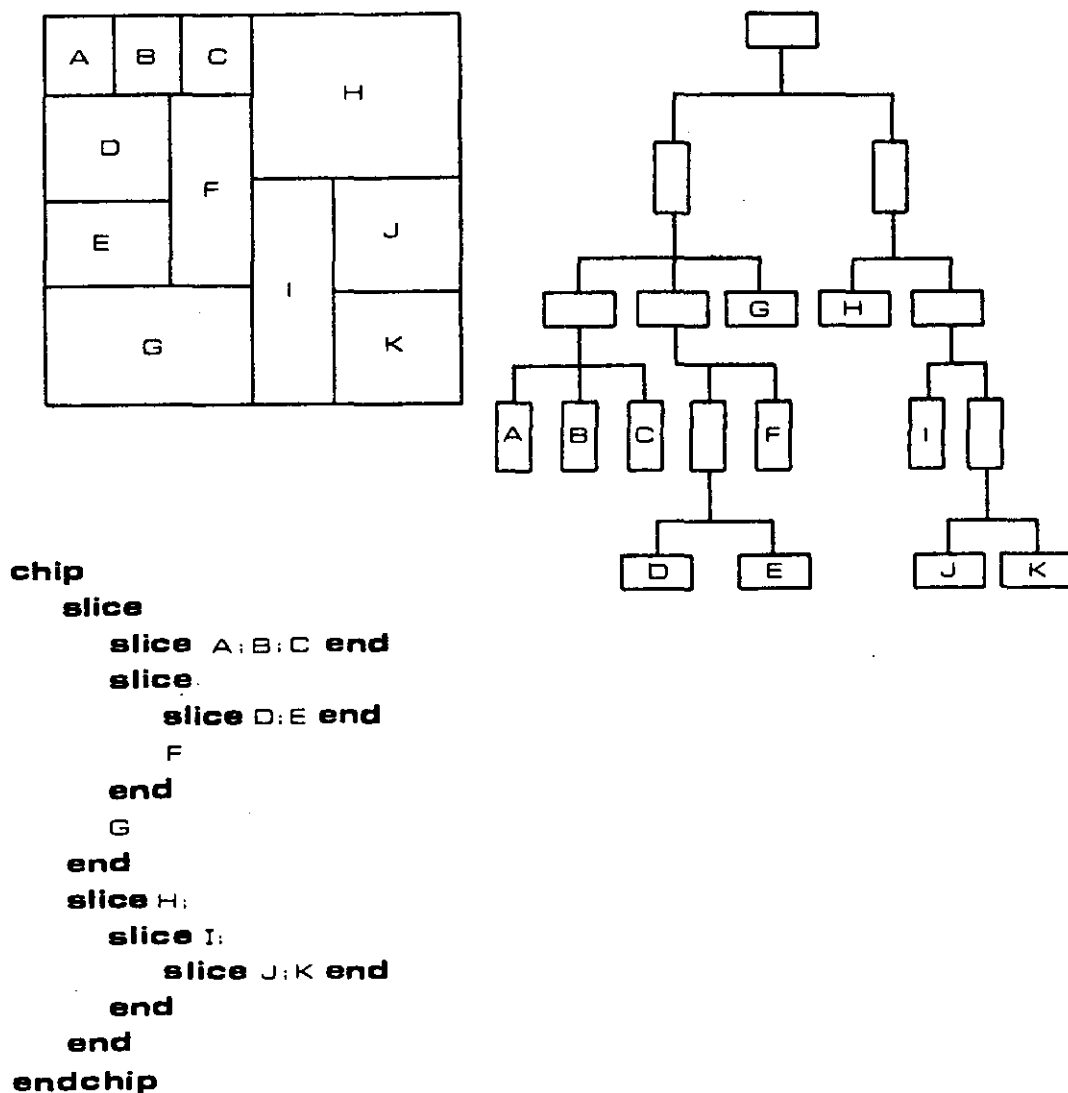 A B C
H
D
F
E
J
I
G
K
G H
A B C F I
D E J K
chip
slice
slice A;B;C end
slice
slice D;E end
F
end
G
end
slice H;
slice I;
slice J;K end
end
end
endchip